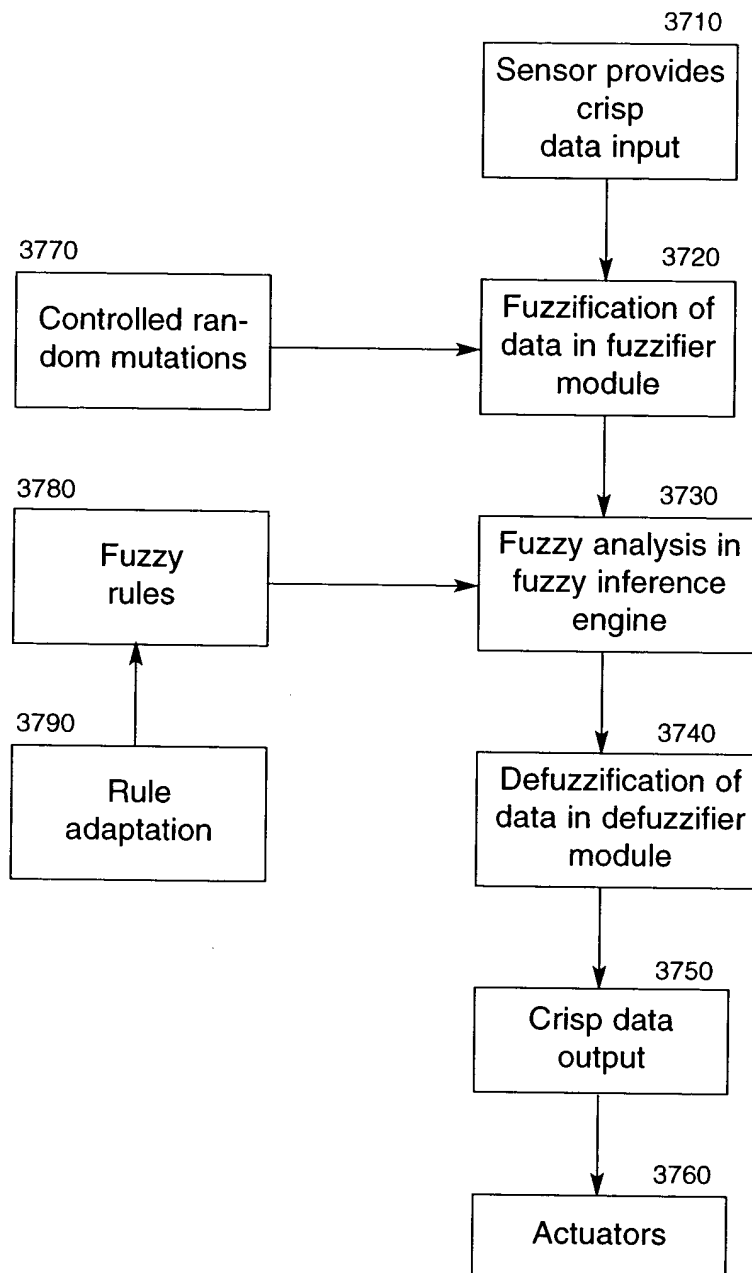 3710
Sensor provides
crisp
data input
3770
Controlled ran-
dom mutations
3720
Fuzzification of
data in fuzzifier
module
3780
Fuzzy
rules
3730
Fuzzy analysis in
fuzzy inference
engine
3790
Rule
adaptation
3740
Defuzzification of
data in defuzzifier
module
3750
Crisp data
output
3760
Actuators